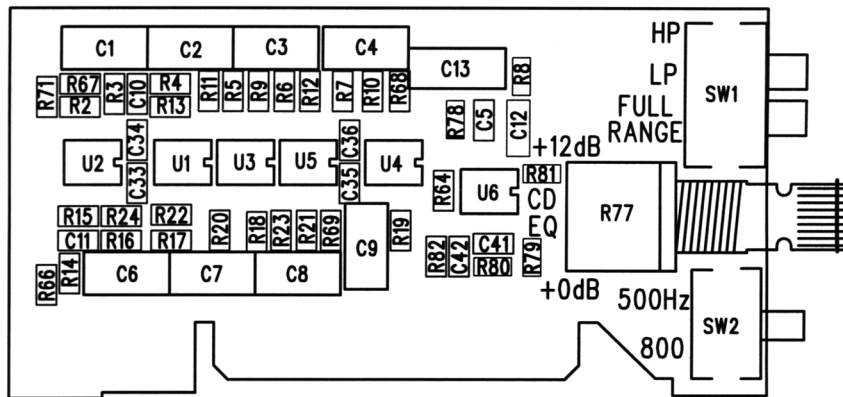 C1 C2 C3 C4 C13 R8 HP
R71 R67 R3 C10 R4 R11 R5 R9 R6 R12 R7 R10 R68 LP SW1
R2 R13 R78 C5 C12 FULL
RANGE
C34 C36 +12dB
U2 U1 U3 U5 U4
C33 C35 R64 U6 R81
CD R77
R15 R24 R22 R20 R18 R23 R21 R69 C9 R19 EQ
C11 R16 R17 R82 C42 C41 R79
R66 R14 C6 C7 C8 R80
+0dB 500Hz
SW2
800